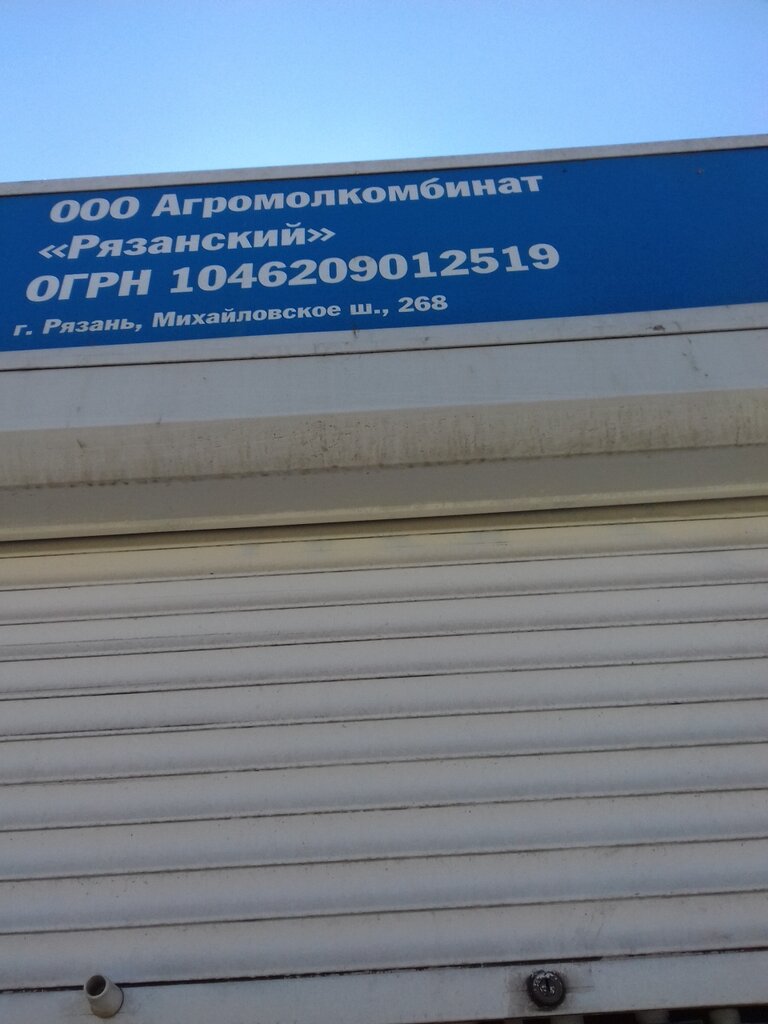 ООО Агромолкомбинат
«Рязанский»
ОГРН 1046209012519
г. Рязань, Михайловское ш., 268